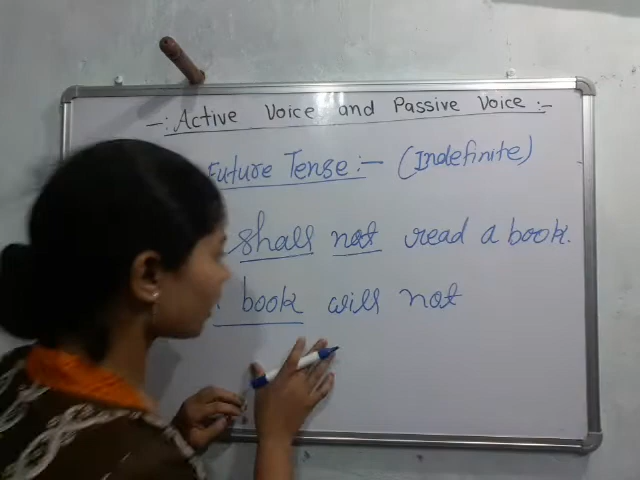 -: Active Voice and Passive Voice :-
Future Tense :- (Indefinite)
shall not read a book.
book will not